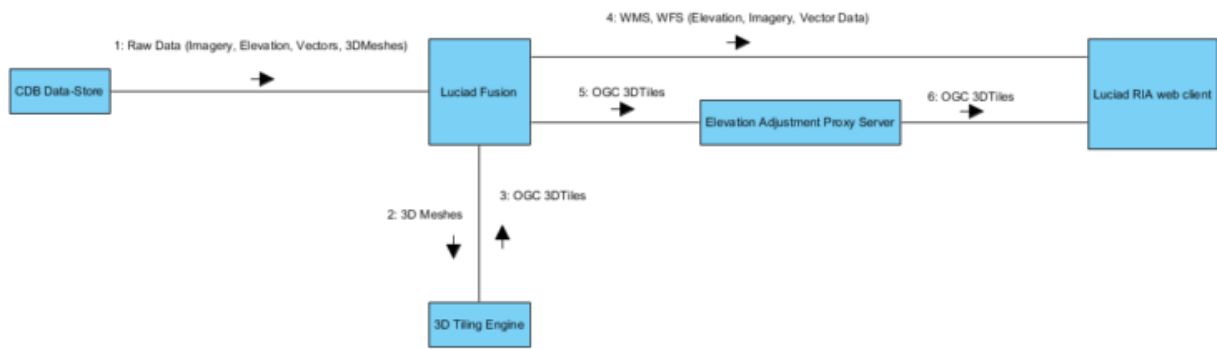 4: WMS, WFS (Elevation, Imagery, Vector Data)
1: Raw Data (Imagery, Elevation, Vectors, 3DMeshes)
CDB Data-Store
Luciad Fusion
5: OGC 3DTiles
6: OGC 3DTiles
Luciad RIA web client
Elevation Adjustment Proxy Server
3: OGC 3DTiles
2: 3D Meshes
3D Tiling Engine